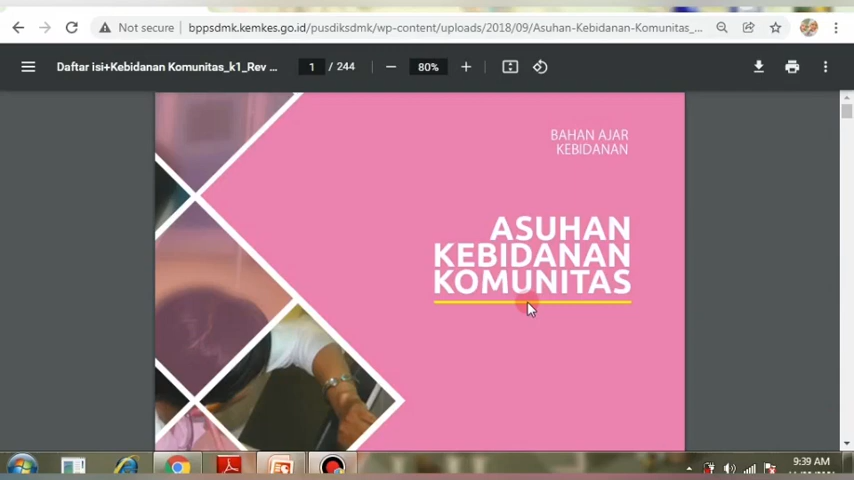 Not secure
bppsdmk.kemkes.go.id/pusdiksdmk/wp-content/uploads/2018/09/Asuhan-Kebidanan-Komunitas_...
Daftar isi+Kebidanan Komunitas_k1_Rev ...
1 / 244
80%
BAHAN AJAR
KEBIDANAN
ASUHAN
KEBIDANAN
KOMUNITAS
9:39 AM